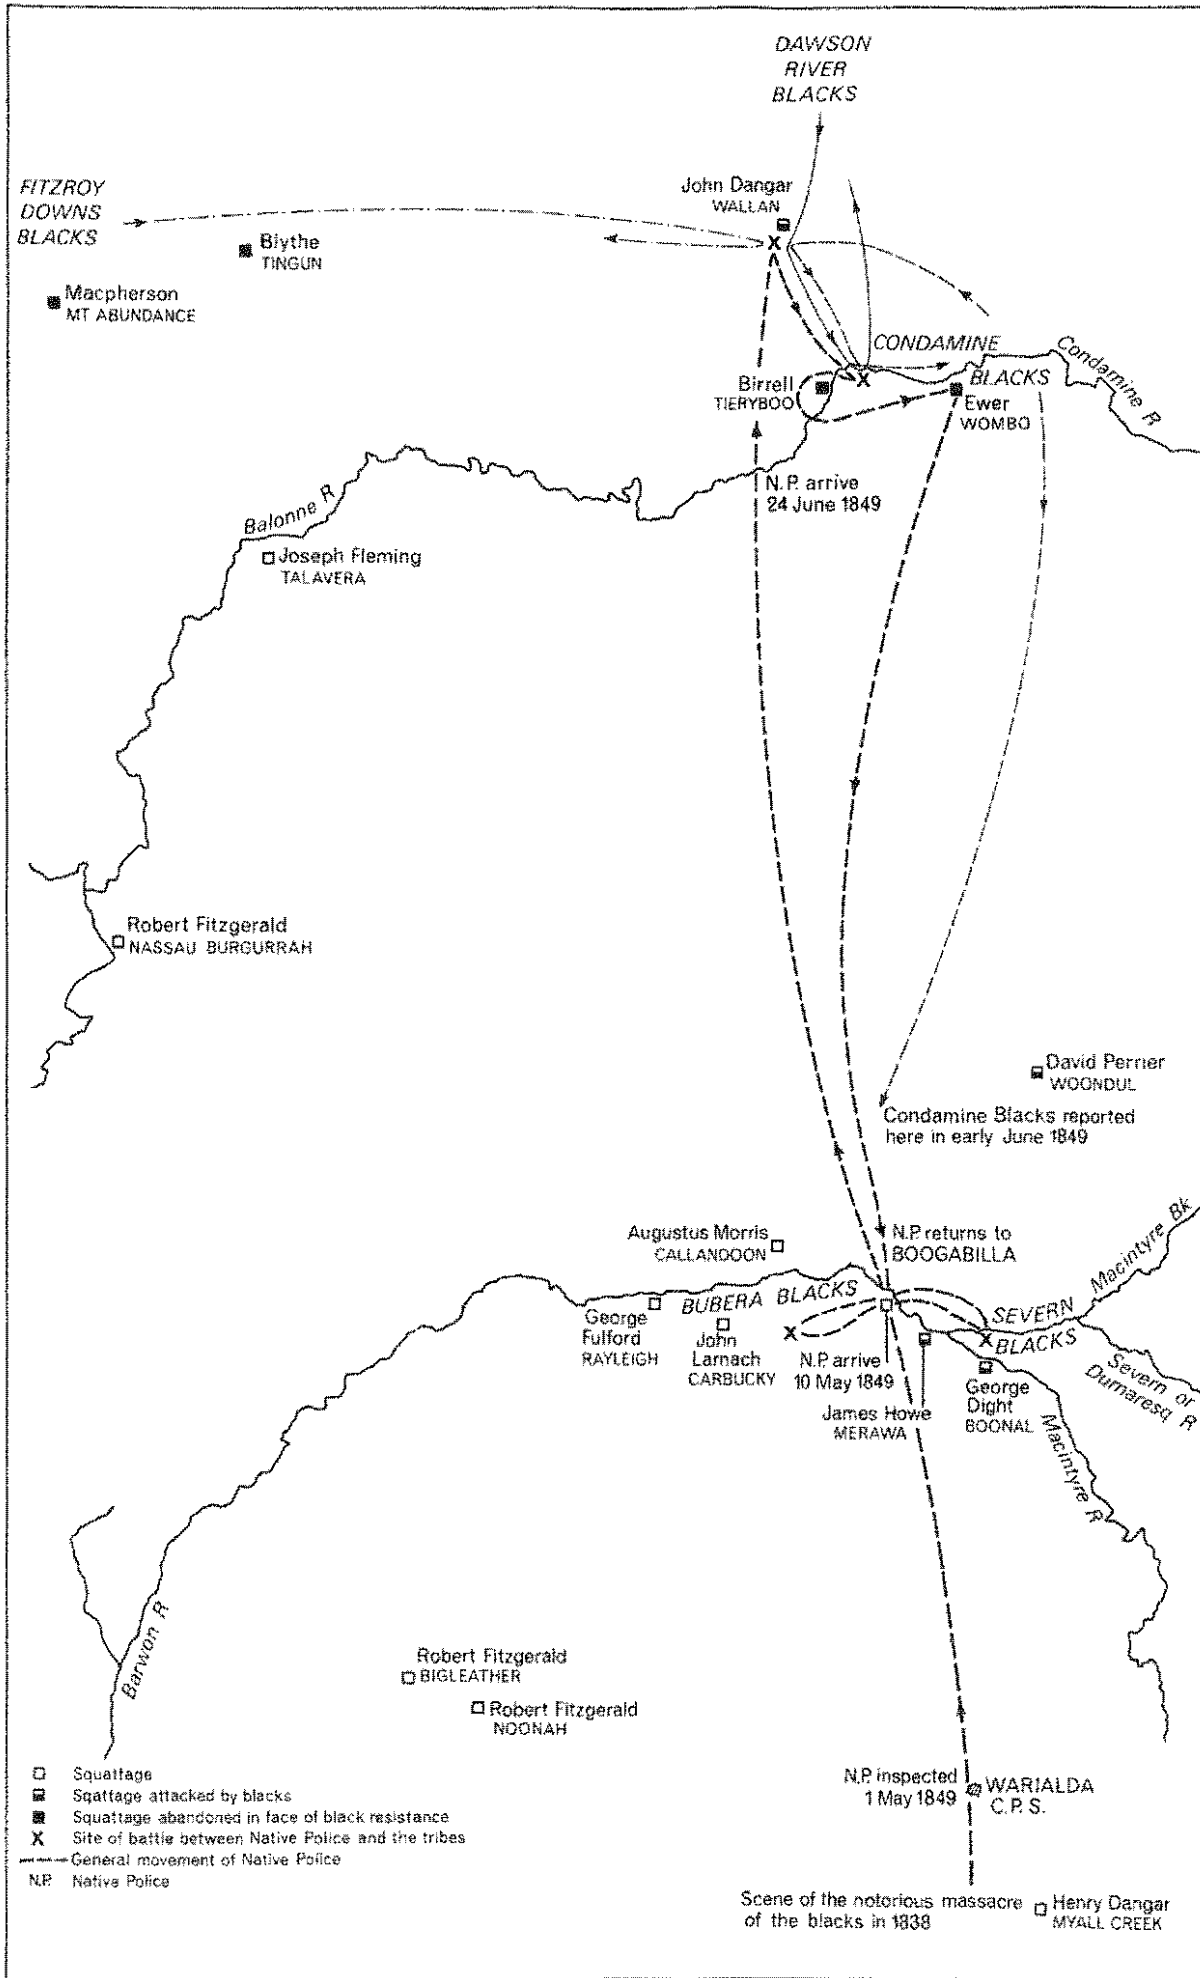 DAWSON
RIVER
BLACKS
FITZROY
DOWNS
BLACKS
John Dangar
WALLAN
Blythe
TINGUN
Macpherson
MT ABUNDANCE
CONDAMINE
BLACKS
Condamine R
Birrell
TIERYBOO
Ewer
WOMBO
N.P. arrive
24 June 1849
Balonne R
Joseph Fleming
TALAVERA
Robert Fitzgerald
NASSAU BURGURRAH
David Perrier
WOONDUL
Condamine Blacks reported
here in early June 1849
Augustus Morris
CALLANDOON
N.P. returns to
BOOGABILLA
Macintyre Bk
BUBERA BLACKS
SEVERN
BLACKS
George
Fulford
RAYLEIGH
John
Larnach
CARBUCKY
N.P. arrive
10 May 1849
James Howe
MERAWA
George
Dight
BOONAL
Severn or
Dumaresq R
Macintyre R
Barwon R
Robert Fitzgerald
BIGLEATHER
Robert Fitzgerald
NOONAH
N.P. inspected
1 May 1849
WARIALDA
C.P.S.
Squattage
Sqattage attacked by blacks
Squattage abandoned in face of black resistance
X Site of battle between Native Police and the tribes
General movement of Native Police
N.P. Native Police
Scene of the notorious massacre
of the blacks in 1838
Henry Dangar
MYALL CREEK